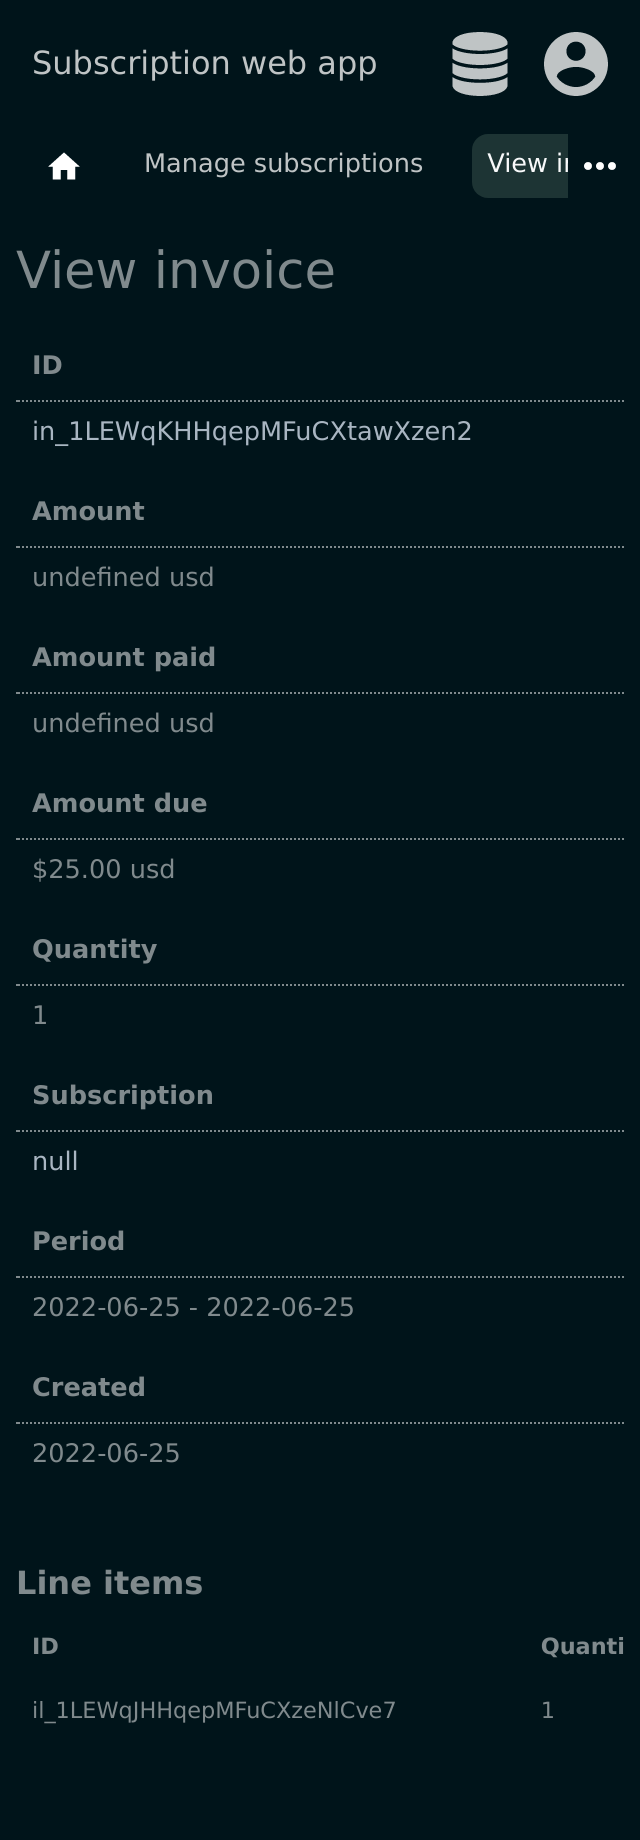 Subscription web app
Manage subscriptions
View in
View invoice
ID
in_1LEWqKHHqepMFuCXtawXzen2
Amount
undefined usd
Amount paid
undefined usd
Amount due
$25.00 usd
Quantity
1
Subscription
null
Period
2022-06-25 - 2022-06-25
Created
2022-06-25
Line items
ID Quanti
il_1LEWqJHHqepMFuCXzeNlCve7 1